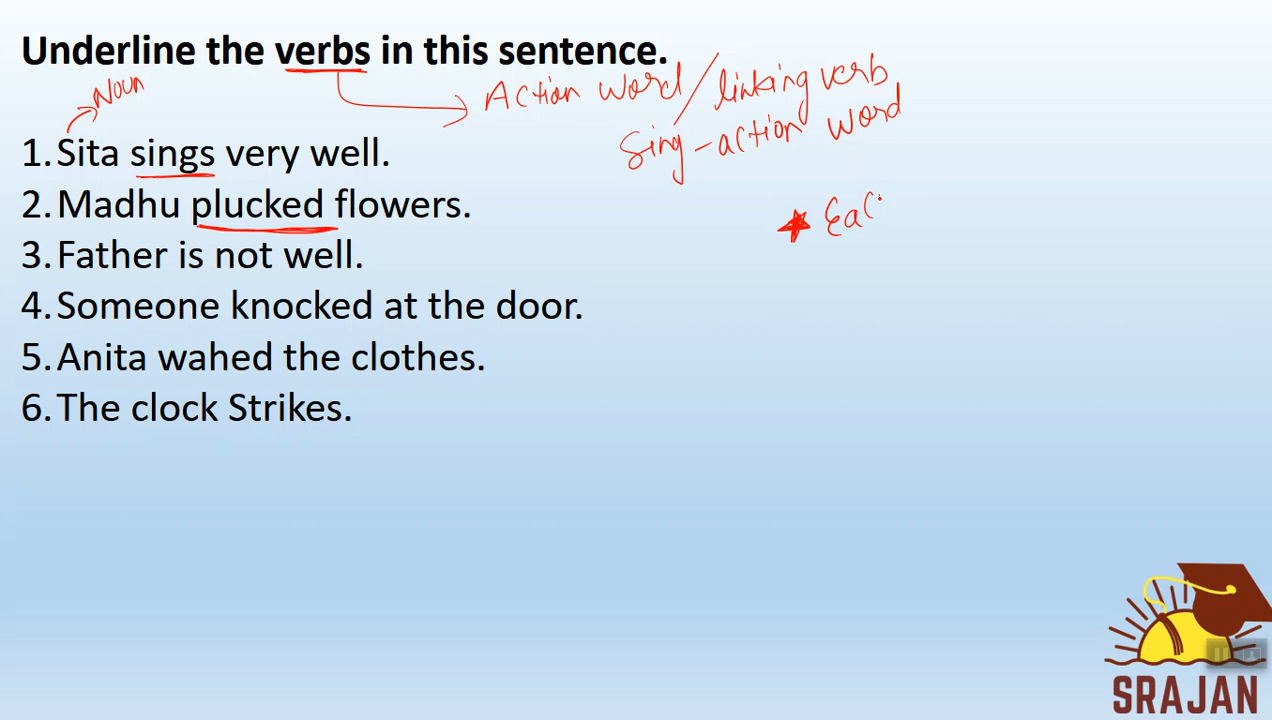 Underline the verbs in this sentence.
Noun
Action word / linking verb
Sing - action word
1. Sita sings very well.
2. Madhu plucked flowers.
3. Father is not well.
4. Someone knocked at the door.
5. Anita wahed the clothes.
6. The clock Strikes.
SRAJAN